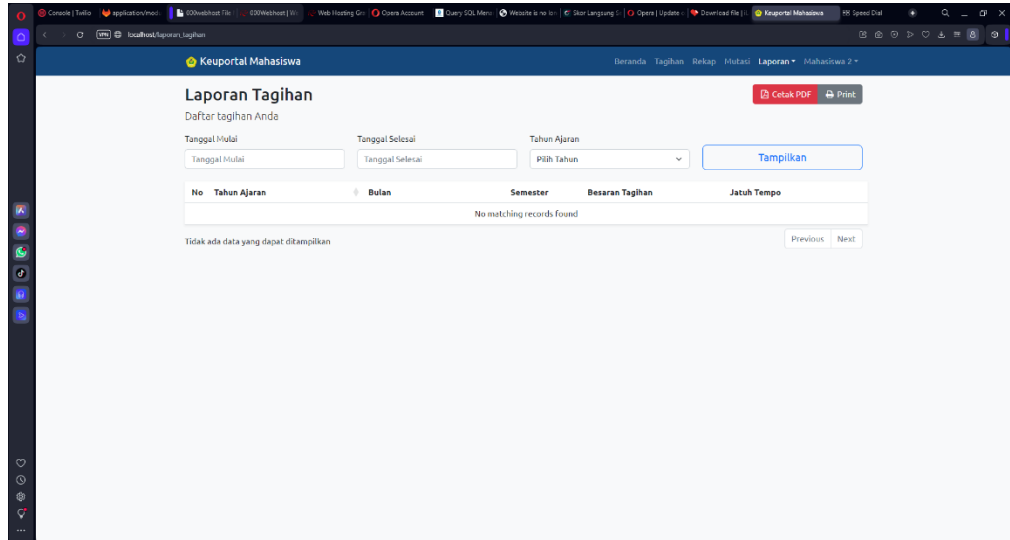 Console | Twilio
application/mod
000webhost File
000Webhost | We
Web Hosting Gra
Opera Account
Query SQL Mena
Website is no lon
Skor Langsung S
Opera | Update
Download file |
Keuportal Mahasiswa
Speed Dial
VPN localhost/laporan_tagihan
Keuportal Mahasiswa
Beranda Tagihan Rekap Mutasi Laporan Mahasiswa 2
Laporan Tagihan
Cetak PDF Print
Daftar tagihan Anda
Tanggal Mulai Tanggal Selesai Tahun Ajaran
Tanggal Mulai Tanggal Selesai Pilih Tahun Tampilkan
No Tahun Ajaran Bulan Semester Besaran Tagihan Jatuh Tempo
No matching records found
Tidak ada data yang dapat ditampilkan
Previous Next